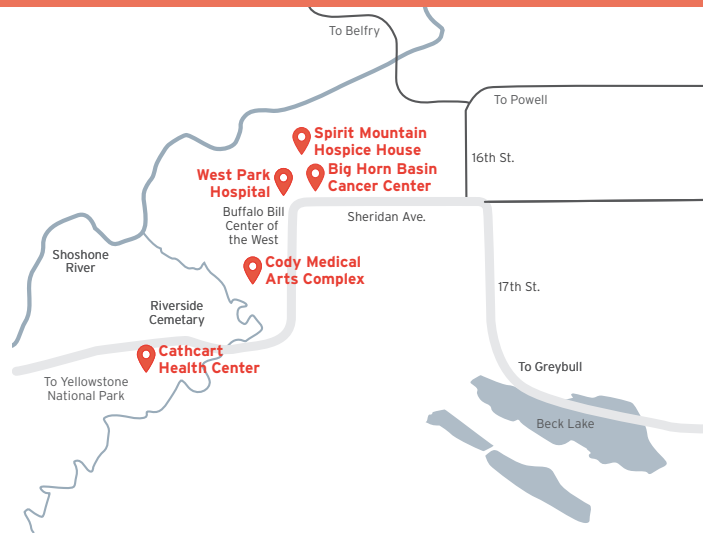 To Belfry
To Powell
Spirit Mountain
Hospice House
16th St.
Big Horn Basin
Cancer Center
West Park
Hospital
Buffalo Bill
Center of
the West
Sheridan Ave.
Shoshone
River
Cody Medical
Arts Complex
17th St.
Riverside
Cemetery
Cathcart
Health Center
To Greybull
To Yellowstone
National Park
Beck Lake